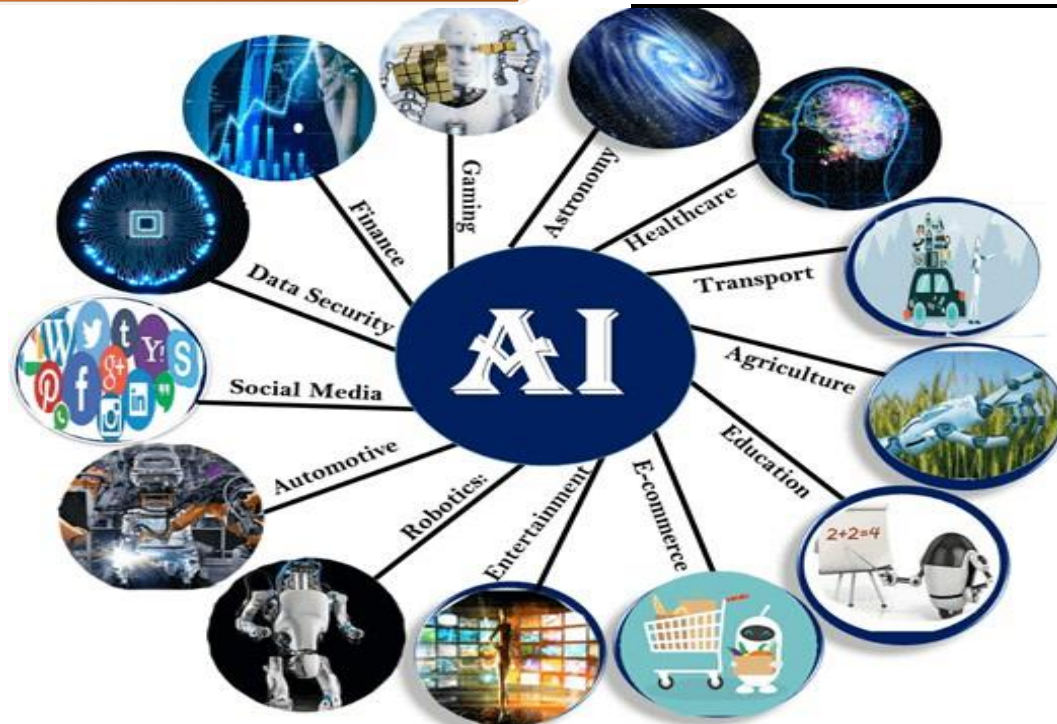 AI
Gaming
Astronomy
Healthcare
Transport
Agriculture
Education
E-commerce
Entertainment
Robotics:
Automotive
Social Media
Data Security
Finance
2+2=4
W
t
Y!
S
P
f
g+
in